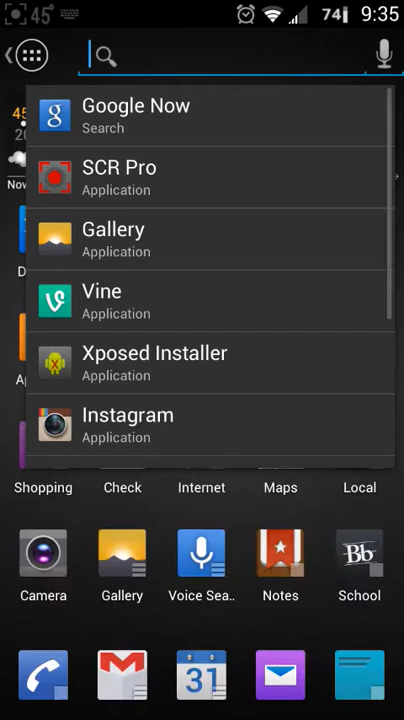 45°
74
9:35
Google Now
Search
SCR Pro
Application
Gallery
Application
Vine
Application
Xposed Installer
Application
Instagram
Application
Shopping Check Internet Maps Local
Camera Gallery Voice Sea.. Notes School
Bb
31